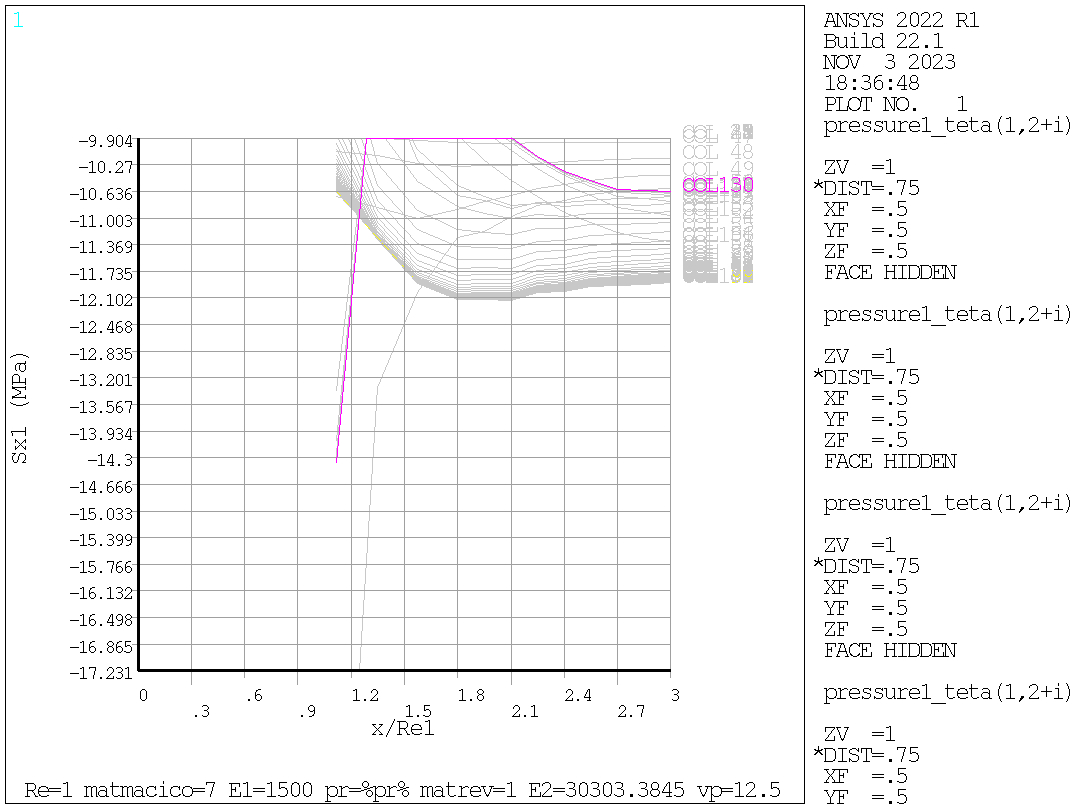 1
ANSYS 2022 R1
Build 22.1
NOV 3 2023
18:36:48
PLOT NO. 1
pressure1_teta(1,2+i)
ZV =1
*DIST=.75
XF =.5
YF =.5
ZF =.5
FACE HIDDEN
pressure1_teta(1,2+i)
ZV =1
*DIST=.75
XF =.5
YF =.5
ZF =.5
FACE HIDDEN
pressure1_teta(1,2+i)
ZV =1
*DIST=.75
XF =.5
YF =.5
ZF =.5
FACE HIDDEN
pressure1_teta(1,2+i)
ZV =1
*DIST=.75
XF =.5
YF =.5
-9.904
-10.27
-10.636
-11.003
-11.369
-11.735
-12.102
-12.468
-12.835
-13.201
-13.567
-13.934
-14.3
-14.666
-15.033
-15.399
-15.766
-16.132
-16.498
-16.865
-17.231
Sx1 (MPa)
COL
COL 48
COL 130
0 .6 1.2 1.8 2.4 3
.3 .9 1.5 2.1 2.7
x/Re1
Re=1 matmacico=7 E1=1500 pr=%pr% matrev=1 E2=30303.3845 vp=12.5